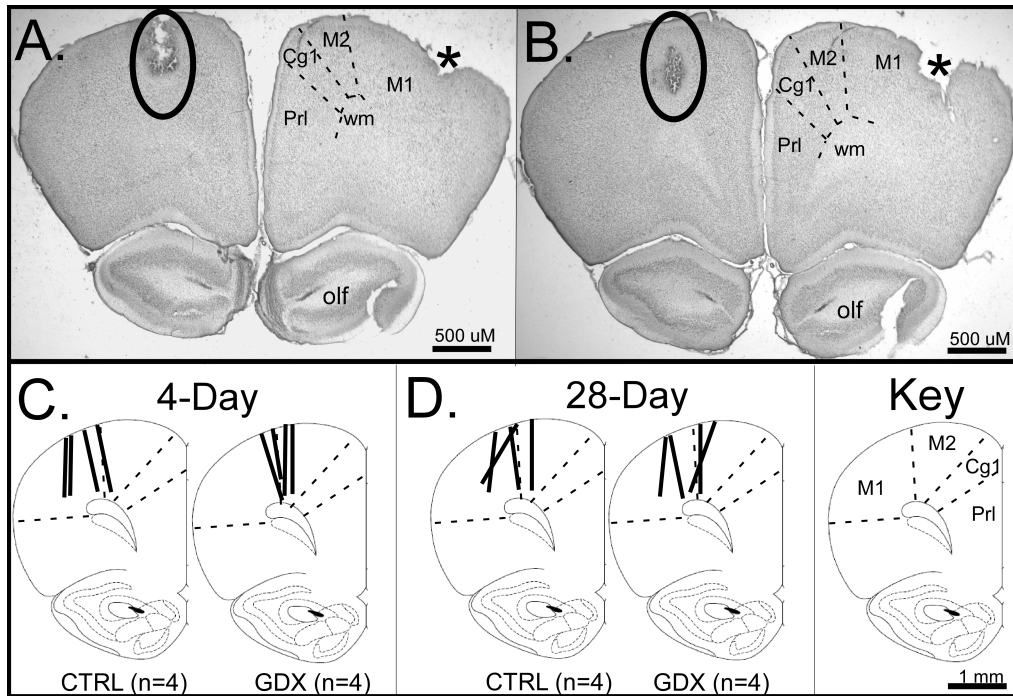 A.
M2
Cg1
M1
Prl
wm
*
olf
500 uM
B.
M2
M1
Cg1
Prl
wm
*
olf
500 uM
C.
4-Day
CTRL (n=4)
GDX (n=4)
D.
28-Day
CTRL (n=4)
GDX (n=4)
Key
M2
Cg1
M1
Prl
1 mm